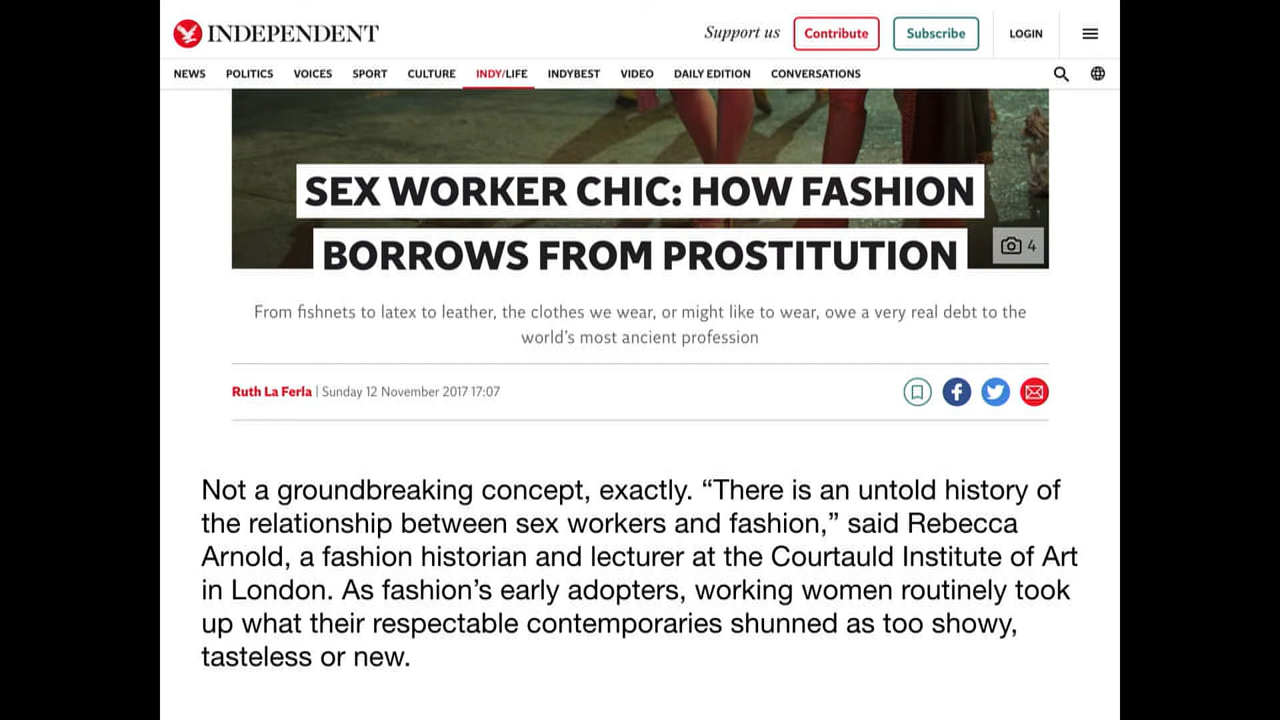 INDEPENDENT
Support us
Contribute
Subscribe
LOGIN
NEWS POLITICS VOICES SPORT CULTURE INDY/LIFE INDYBEST VIDEO DAILY EDITION CONVERSATIONS
SEX WORKER CHIC: HOW FASHION
BORROWS FROM PROSTITUTION
4
From fishnets to latex to leather, the clothes we wear, or might like to wear, owe a very real debt to the
world's most ancient profession
Ruth La Ferla | Sunday 12 November 2017 17:07
Not a groundbreaking concept, exactly. “There is an untold history of
the relationship between sex workers and fashion,” said Rebecca
Arnold, a fashion historian and lecturer at the Courtauld Institute of Art
in London. As fashion’s early adopters, working women routinely took
up what their respectable contemporaries shunned as too showy,
tasteless or new.